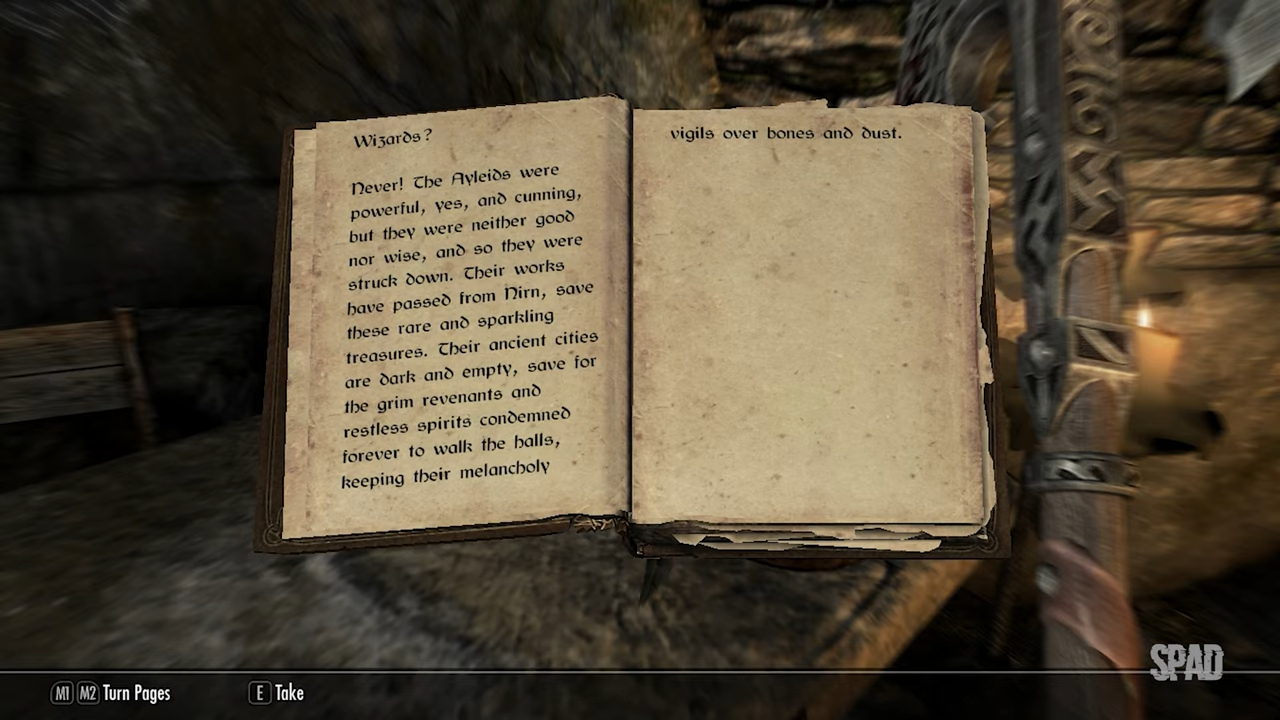 Wizards?
Never! The Ayleids were
powerful, yes, and cunning,
but they were neither good
nor wise, and so they were
struck down. Their works
have passed from Nirn, save
these rare and sparkling
treasures. Their ancient cities
are dark and empty, save for
the grim revenants and
restless spirits condemned
forever to walk the halls,
keeping their melancholy
vigils over bones and dust.
M1 M2 Turn Pages
E Take
SPAD